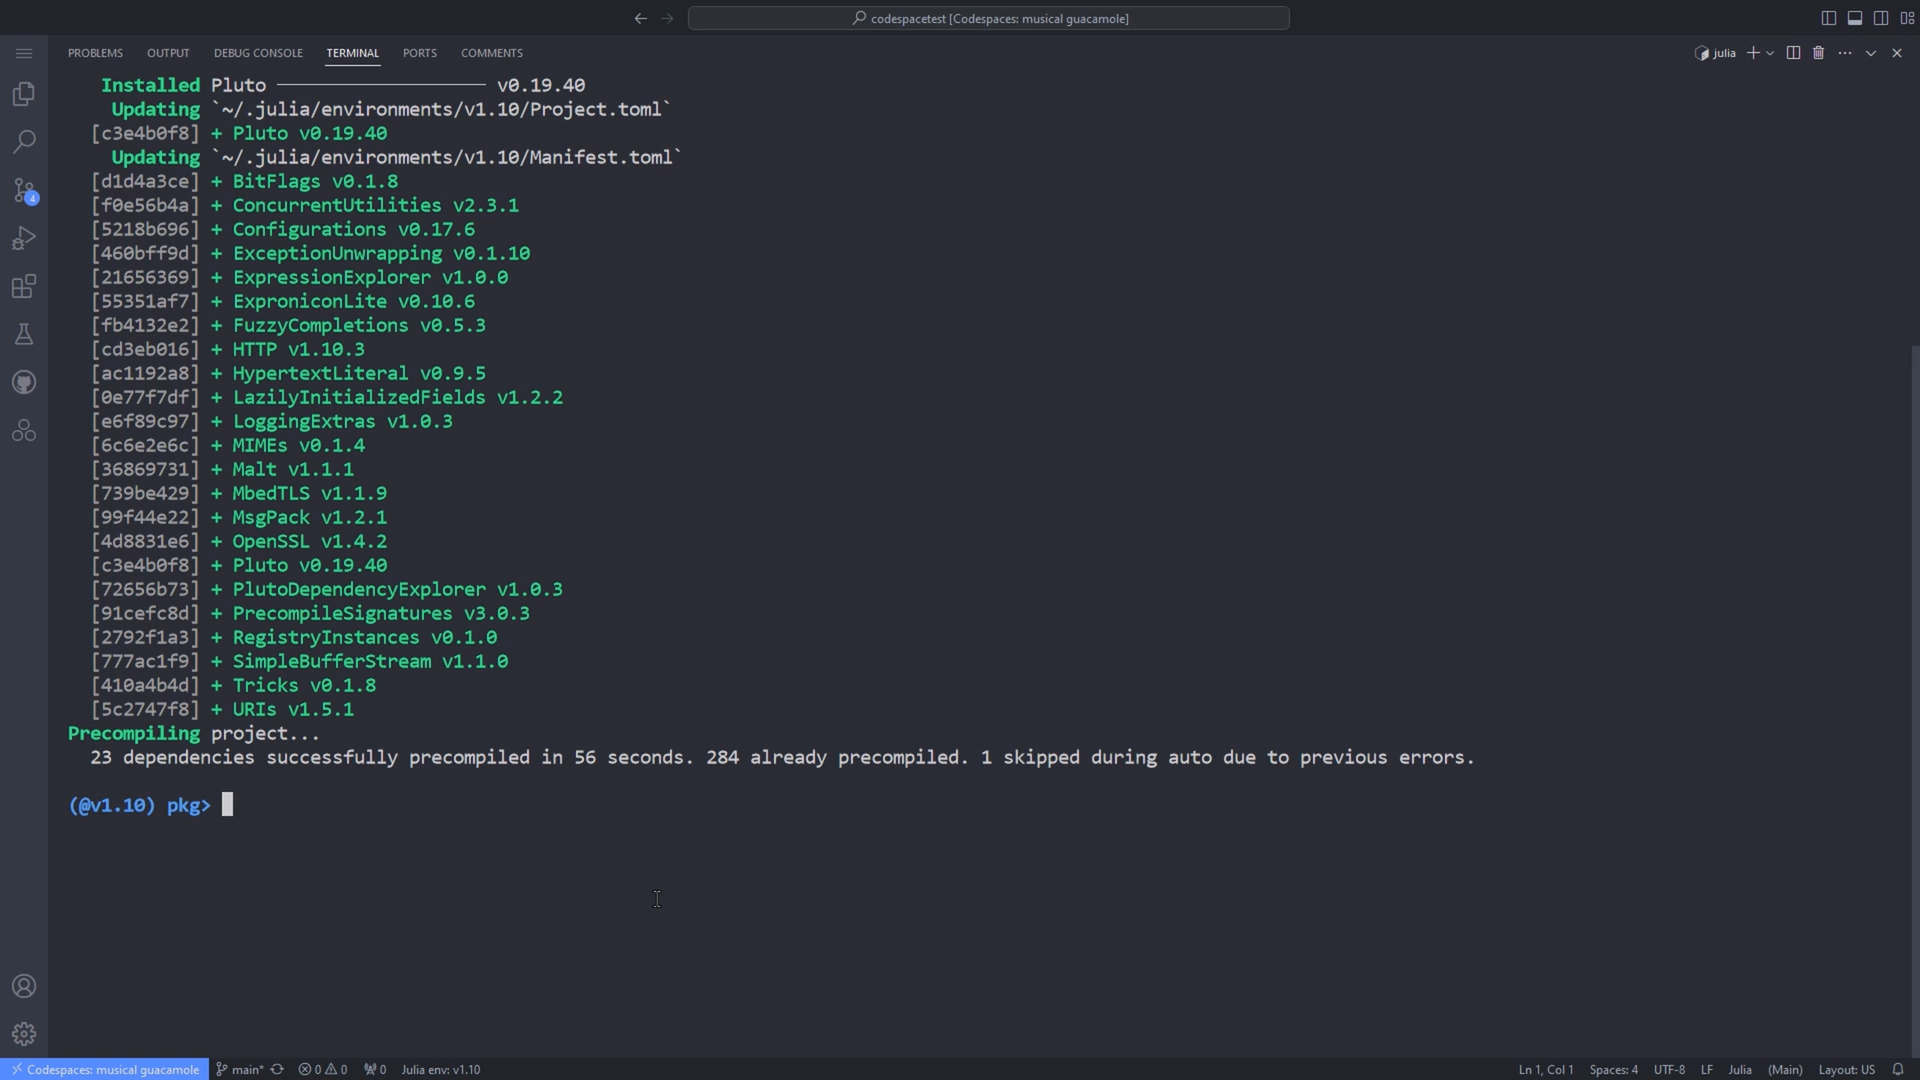 codespacetest [Codespaces: musical guacamole]
PROBLEMS OUTPUT DEBUG CONSOLE TERMINAL PORTS COMMENTS
julia
Installed Pluto ─────────────────── v0.19.40
Updating `~/.julia/environments/v1.10/Project.toml`
[c3e4b0f8] + Pluto v0.19.40
Updating `~/.julia/environments/v1.10/Manifest.toml`
[d1d4a3ce] + BitFlags v0.1.8
[f0e56b4a] + ConcurrentUtilities v2.3.1
[5218b696] + Configurations v0.17.6
[460bff9d] + ExceptionUnwrapping v0.1.10
[21656369] + ExpressionExplorer v1.0.0
[55351af7] + ExproniconLite v0.10.6
[fb4132e2] + FuzzyCompletions v0.5.3
[cd3eb016] + HTTP v1.10.3
[ac1192a8] + HypertextLiteral v0.9.5
[0e77f7df] + LazilyInitializedFields v1.2.2
[e6f89c97] + LoggingExtras v1.0.3
[6c6e2e6c] + MIMEs v0.1.4
[36869731] + Malt v1.1.1
[739be429] + MbedTLS v1.1.9
[99f44e22] + MsgPack v1.2.1
[4d8831e6] + OpenSSL v1.4.2
[c3e4b0f8] + Pluto v0.19.40
[72656b73] + PlutoDependencyExplorer v1.0.3
[91cefc8d] + PrecompileSignatures v3.0.3
[2792f1a3] + RegistryInstances v0.1.0
[777ac1f9] + SimpleBufferStream v1.1.0
[410a4b4d] + Tricks v0.1.8
[5c2747f8] + URIs v1.5.1
Precompiling project...
23 dependencies successfully precompiled in 56 seconds. 284 already precompiled. 1 skipped during auto due to previous errors.
(@v1.10) pkg>
4
Codespaces: musical guacamole main* 0 0 0 Julia env: v1.10 Ln 1, Col 1 Spaces: 4 UTF-8 LF Julia (Main) Layout: US